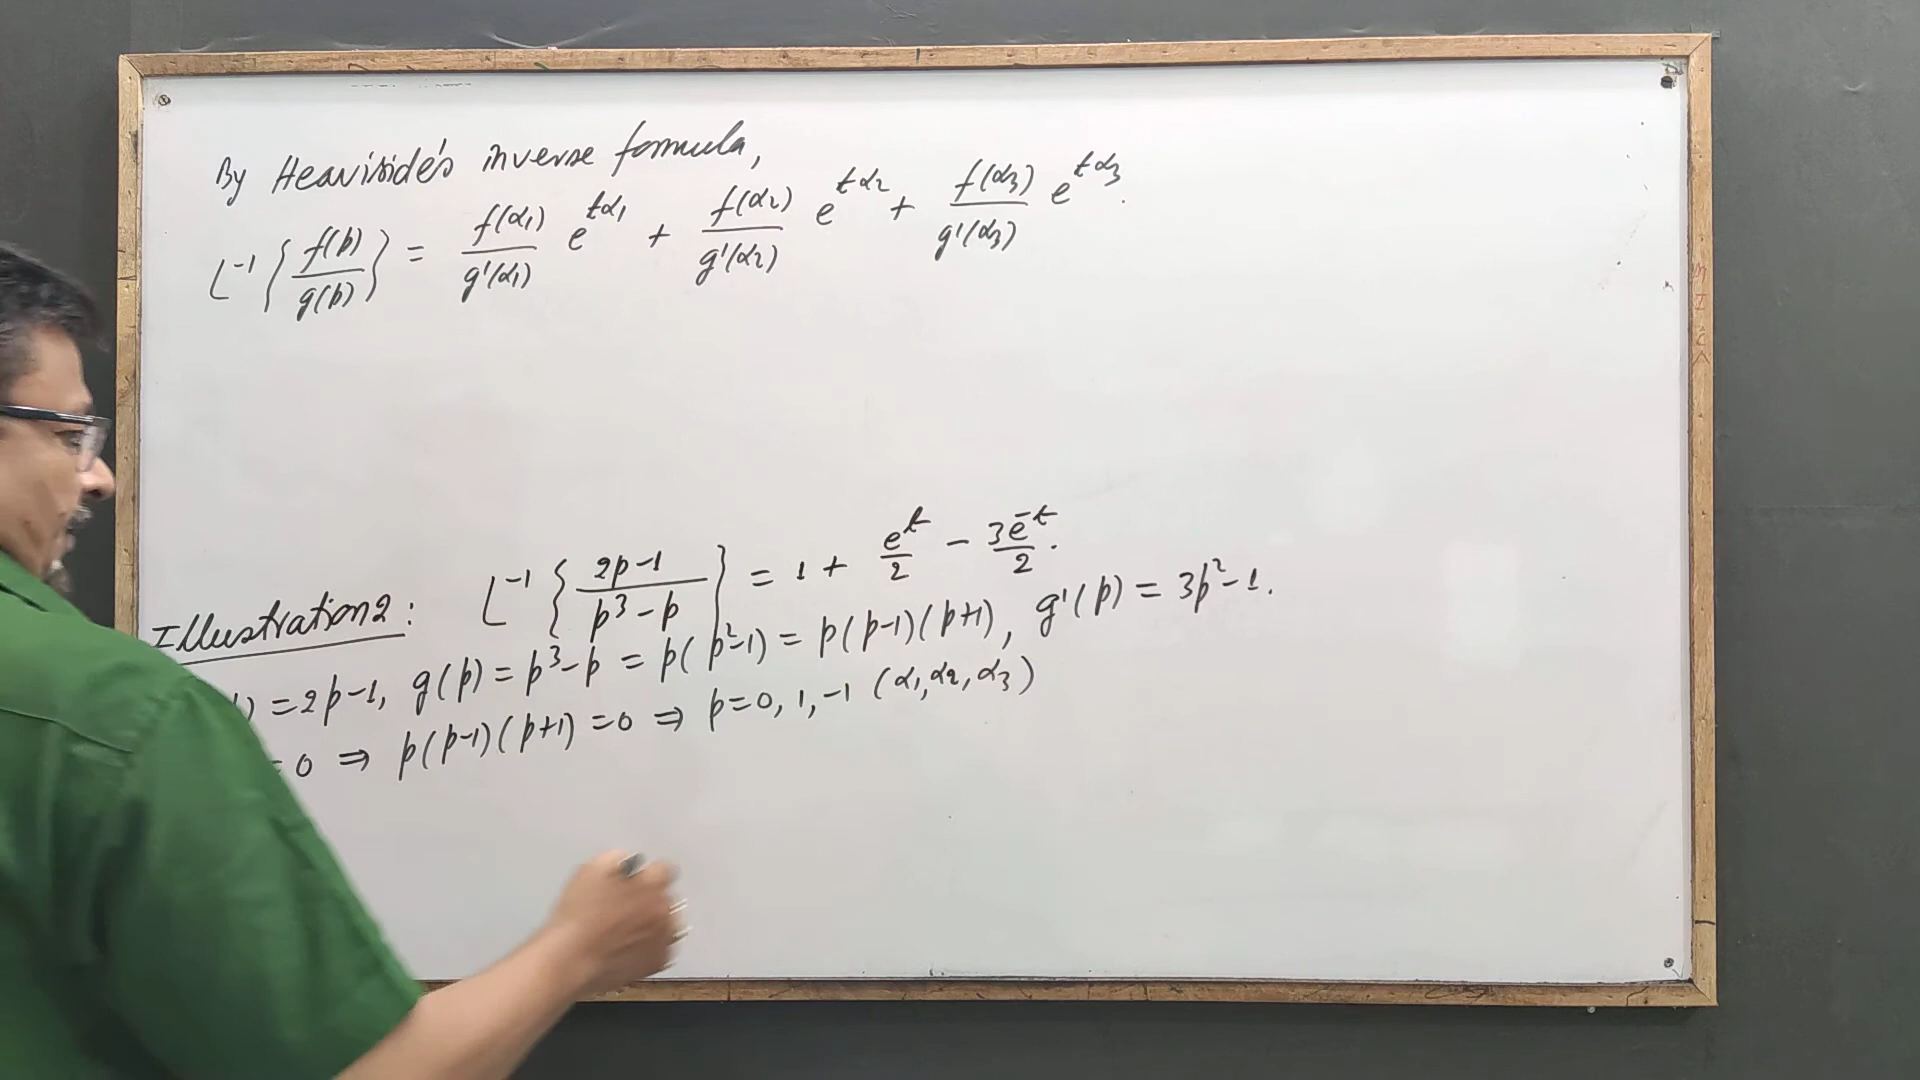 By Heaviside's inverse formula,
L⁻¹ { f(p) / g(p) } = f(α1) / g'(α1) e^{tα1} + f(α2) / g'(α2) e^{tα2} + f(α3) / g'(α3) e^{tα3}.
Illustration2: L⁻¹ { 2p-1 / p³-p } = 1 + e^t / 2 - 3e^{-t} / 2.
) = 2p-1, g(p) = p³-p = p(p²-1) = p(p-1)(p+1), g'(p) = 3p²-1.
= 0 ⇒ p(p-1)(p+1) = 0 ⇒ p=0, 1, -1 (α1, α2, α3)